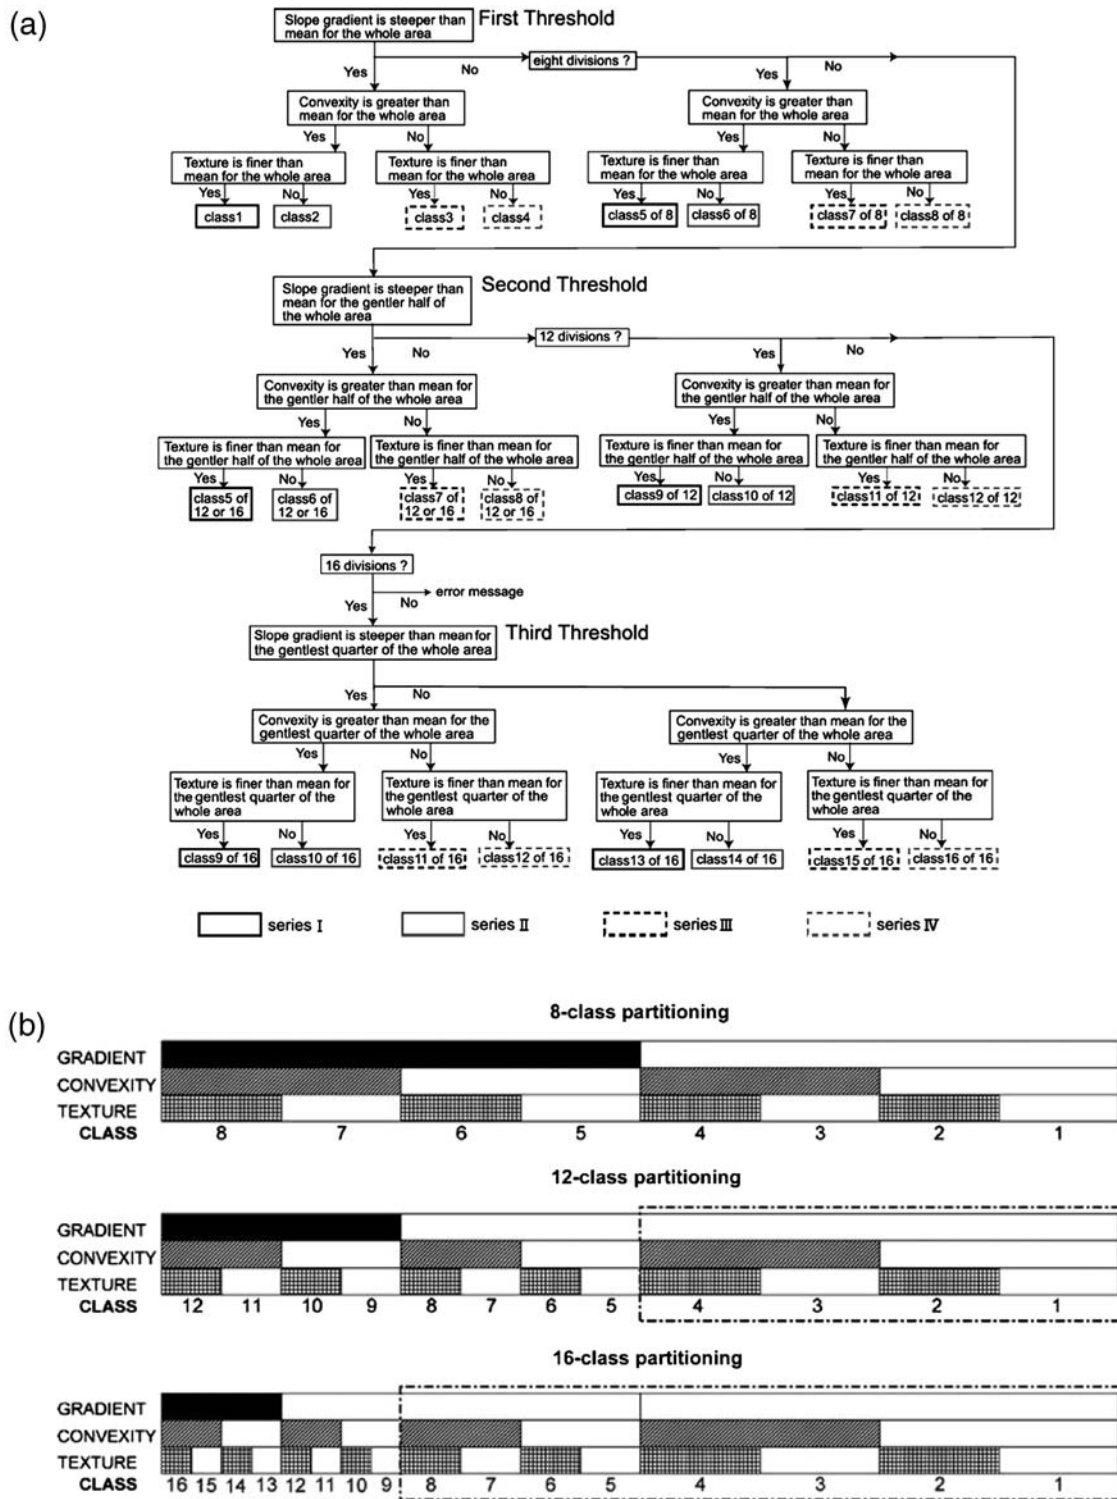 (a)
Slope gradient is steeper than
mean for the whole area
First Threshold
Yes
No
eight divisions ?
Yes
No
Convexity is greater than
mean for the whole area
Convexity is greater than
mean for the whole area
Yes
No
Yes
No
Texture is finer than
mean for the whole area
Texture is finer than
mean for the whole area
Texture is finer than
mean for the whole area
Texture is finer than
mean for the whole area
Yes
No
Yes
No
Yes
No
Yes
No
class1
class2
class3
class4
class5 of 8
class6 of 8
class7 of 8
class8 of 8
Slope gradient is steeper than
mean for the gentler half of
the whole area
Second Threshold
Yes
No
12 divisions ?
Yes
No
Convexity is greater than mean for
the gentler half of the whole area
Convexity is greater than mean for
the gentler half of the whole area
Yes
No
Yes
No
Texture is finer than mean for
the gentler half of the whole area
Texture is finer than mean for
the gentler half of the whole area
Texture is finer than mean for
the gentler half of the whole area
Texture is finer than mean for
the gentler half of the whole area
Yes
No
Yes
No
Yes
No
Yes
No
class5 of
12 or 16
class6 of
12 or 16
class7 of
12 or 16
class8 of
12 or 16
class9 of 12
class10 of 12
class11 of 12
class12 of 12
16 divisions ?
Yes
No
error message
Slope gradient is steeper than mean for
the gentlest quarter of the whole area
Third Threshold
Yes
No
Convexity is greater than mean for the
gentlest quarter of the whole area
Convexity is greater than mean for the
gentlest quarter of the whole area
Yes
No
Yes
No
Texture is finer than mean for
the gentlest quarter of the
whole area
Texture is finer than mean for
the gentlest quarter of the
whole area
Texture is finer than mean for
the gentlest quarter of the
whole area
Texture is finer than mean for
the gentlest quarter of the
whole area
Yes
No
Yes
No
Yes
No
Yes
No
class9 of 16
class10 of 16
class11 of 16
class12 of 16
class13 of 16
class14 of 16
class15 of 16
class16 of 16
series Ⅰ
series Ⅱ
series Ⅲ
series Ⅳ
(b)
8-class partitioning
GRADIENT
CONVEXITY
TEXTURE
CLASS 8 7 6 5 4 3 2 1
12-class partitioning
GRADIENT
CONVEXITY
TEXTURE
CLASS 12 11 10 9 8 7 6 5 4 3 2 1
16-class partitioning
GRADIENT
CONVEXITY
TEXTURE
CLASS 16 15 14 13 12 11 10 9 8 7 6 5 4 3 2 1